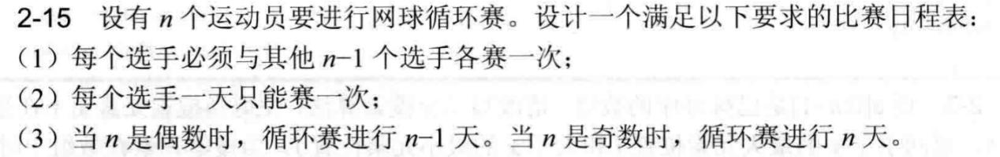 2-15 设有 n 个运动员要进行网球循环赛。设计一个满足以下要求的比赛日程表：
（1）每个选手必须与其他 n−1 个选手各赛一次；
（2）每个选手一天只能赛一次；
（3）当 n 是偶数时，循环赛进行 n−1 天。当 n 是奇数时，循环赛进行 n 天。